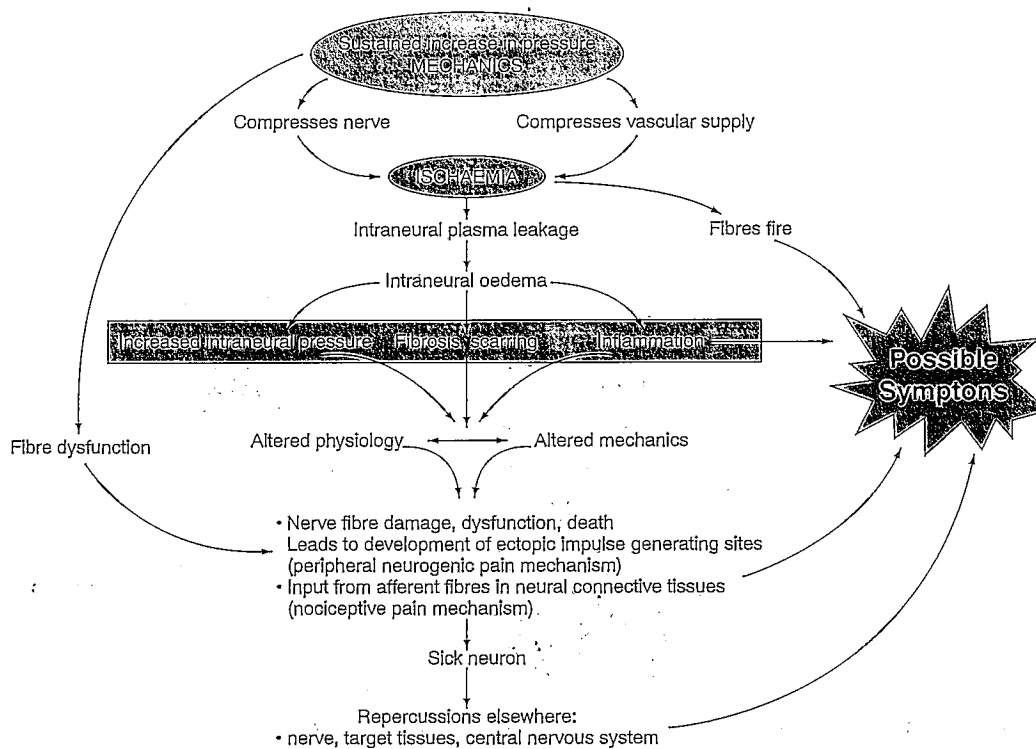 Sustained increase in pressure
MECHANICS
Compresses nerve
Compresses vascular supply
ISCHAEMIA
Intraneural plasma leakage
Fibres fire
Intraneural oedema
Increased intraneural pressure
Fibrosis, scarring
Inflammation
Possible
Symptons
Fibre dysfunction
Altered physiology
Altered mechanics
• Nerve fibre damage, dysfunction, death
Leads to development of ectopic impulse generating sites
(peripheral neurogenic pain mechanism)
• Input from afferent fibres in neural connective tissues
(nociceptive pain mechanism)
Sick neuron
Repercussions elsewhere:
• nerve, target tissues, central nervous system